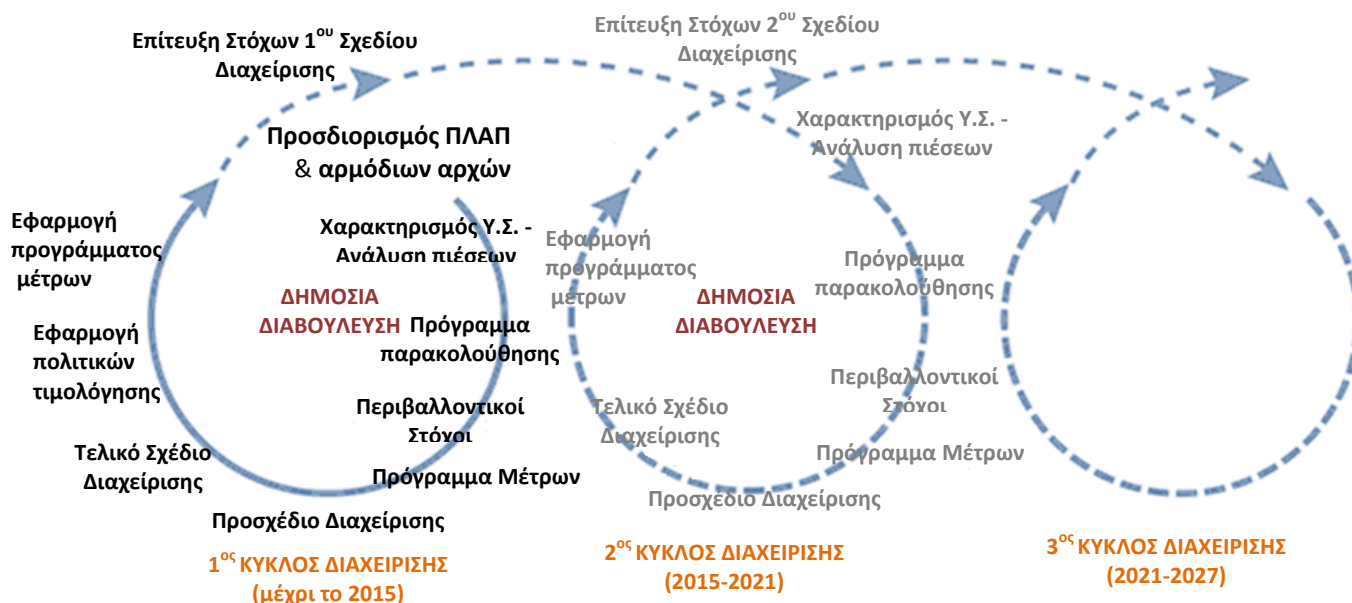 Επίτευξη Στόχων 1ου Σχεδίου
Διαχείρισης
Προσδιορισμός ΠΛΑΠ
& αρμόδιων αρχών
Χαρακτηρισμός Υ.Σ. -
Ανάλυση πιέσεων
ΔΗΜΟΣΙΑ
ΔΙΑΒΟΥΛΕΥΣΗ
Πρόγραμμα
παρακολούθησης
Περιβαλλοντικοί
Στόχοι
Πρόγραμμα Μέτρων
Προσχέδιο Διαχείρισης
Τελικό Σχέδιο
Διαχείρισης
Εφαρμογή
πολιτικών
τιμολόγησης
Εφαρμογή
προγράμματος
μέτρων
1ος ΚΥΚΛΟΣ ΔΙΑΧΕΙΡΙΣΗΣ
(μέχρι το 2015)
Επίτευξη Στόχων 2ου Σχεδίου
Διαχείρισης
Χαρακτηρισμός Υ.Σ. -
Ανάλυση πιέσεων
Πρόγραμμα
παρακολούθησης
ΔΗΜΟΣΙΑ
ΔΙΑΒΟΥΛΕΥΣΗ
Περιβαλλοντικοί
Στόχοι
Πρόγραμμα Μέτρων
Προσχέδιο Διαχείρισης
Τελικό Σχέδιο
Διαχείρισης
Εφαρμογή
προγράμματος
μέτρων
2ος ΚΥΚΛΟΣ ΔΙΑΧΕΙΡΙΣΗΣ
(2015-2021)
3ος ΚΥΚΛΟΣ ΔΙΑΧΕΙΡΙΣΗΣ
(2021-2027)